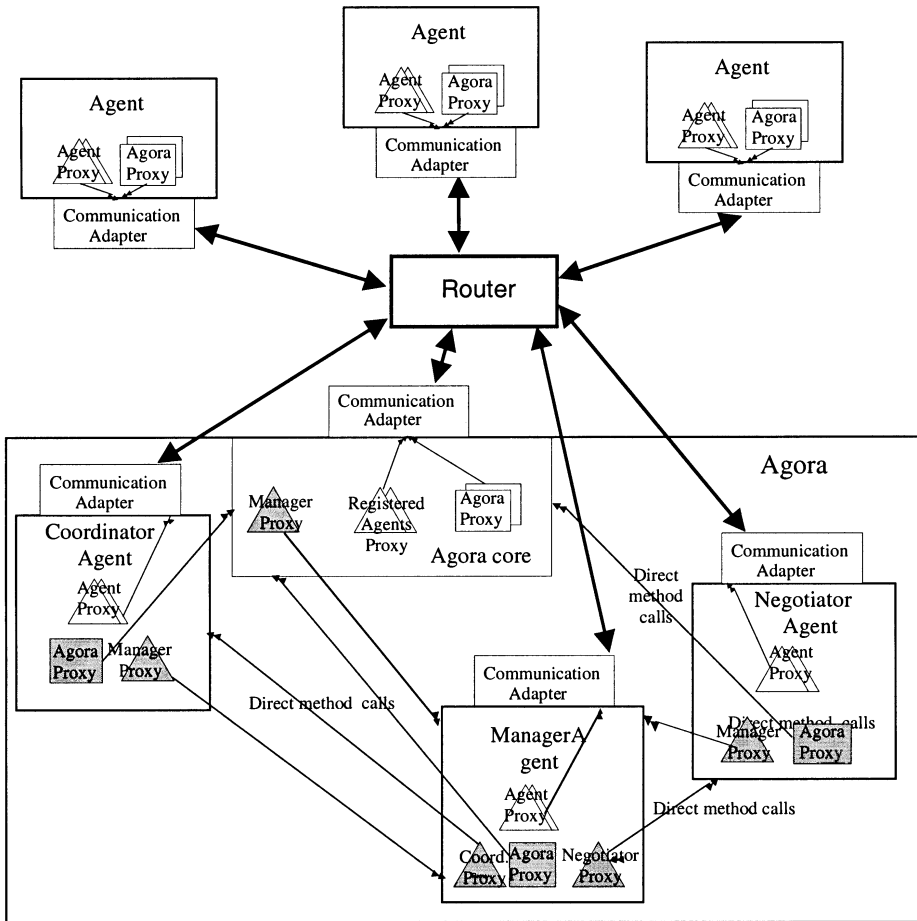 Agent
Agent
Proxy
Agora
Proxy
Communication
Adapter
Agent
Agent
Proxy
Agora
Proxy
Communication
Adapter
Agent
Agent
Proxy
Agora
Proxy
Communication
Adapter
Router
Communication
Adapter
Agora
Communication
Adapter
Coordinator
Agent
Agent
Proxy
Agora
Proxy
Manager
Proxy
Manager
Proxy
Registered
Agents
Proxy
Agora
Proxy
Agora core
Direct
method
calls
Communication
Adapter
Negotiator
Agent
Agent
Proxy
Direct method calls
Manager
Proxy
Agora
Proxy
Direct method calls
Communication
Adapter
ManagerA
gent
Agent
Proxy
Coord.
Proxy
Agora
Proxy
Negotiator
Proxy
Direct method calls